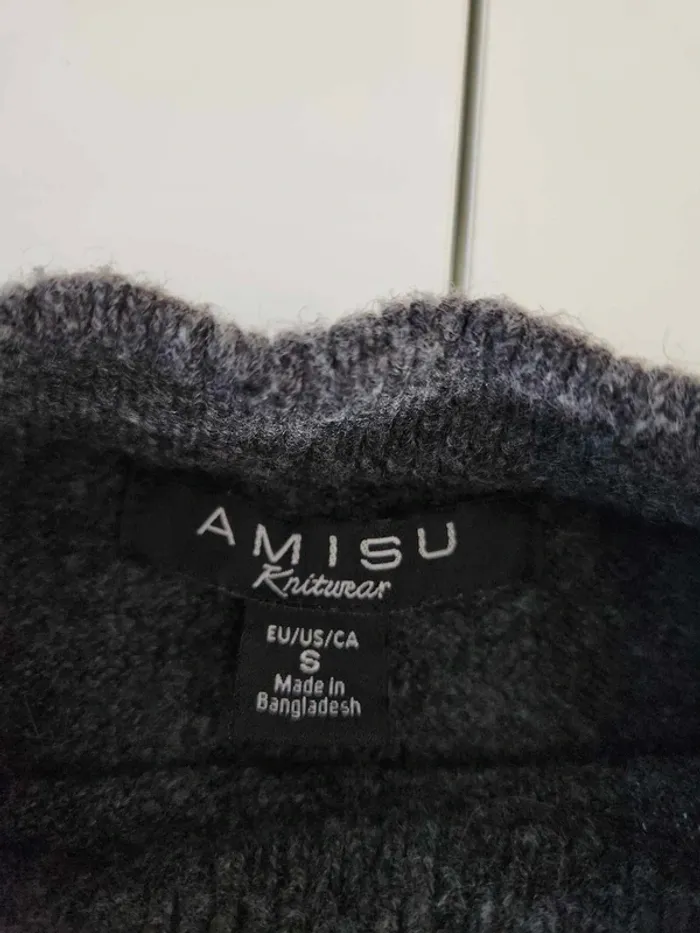 AMISU
Knitwear
EU/US/CA
S
Made in
Bangladesh